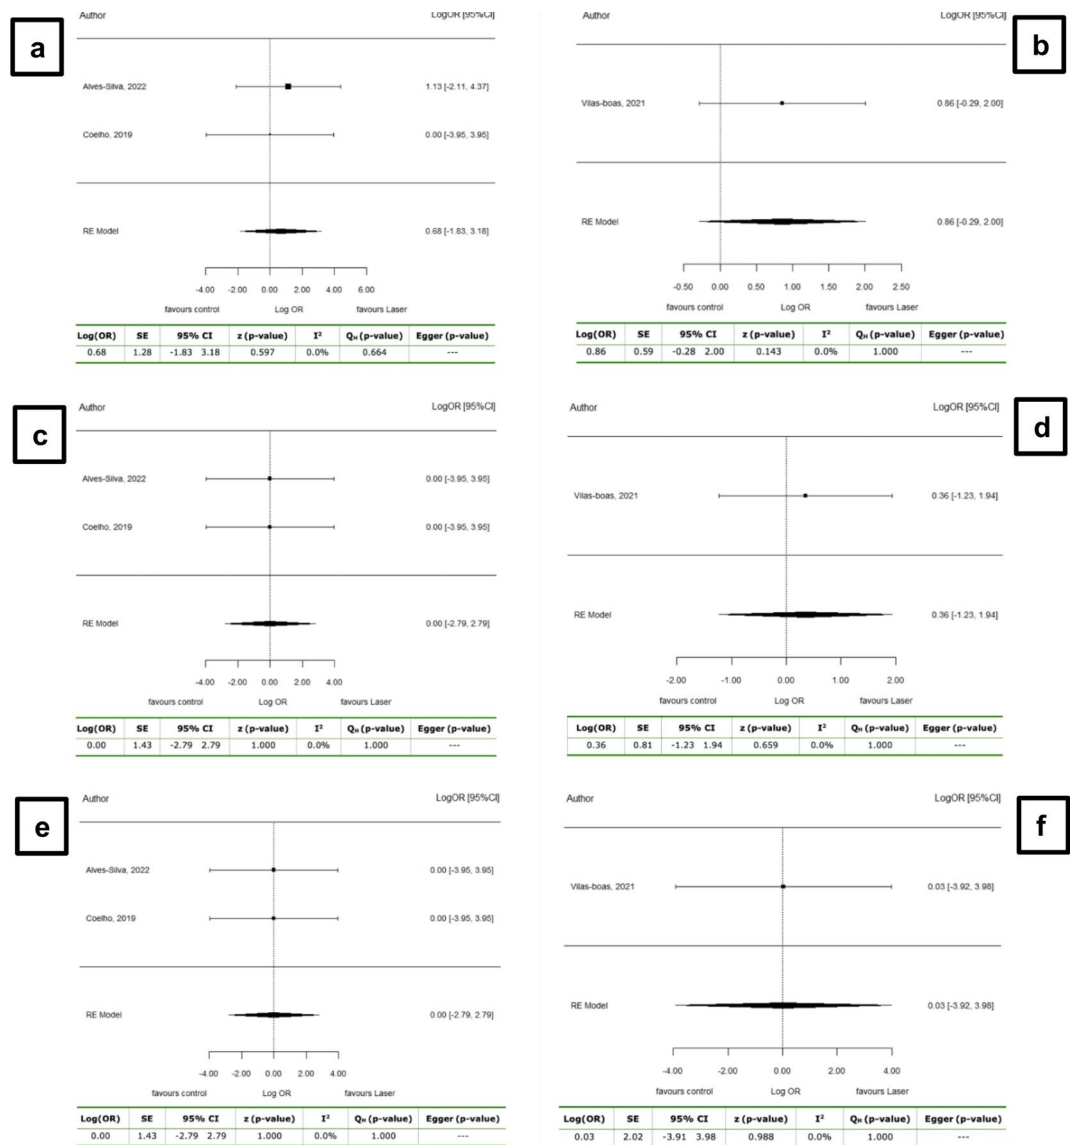 a
Author LogOR [95%CI]
Alves-Silva, 2022 1.13 [-2.11, 4.37]
Coelho, 2019 0.00 [-3.95, 3.95]
RE Model 0.68 [-1.83, 3.18]
-4.00 -2.00 0.00 2.00 4.00 6.00
favours control Log OR favours Laser
Log(OR) SE 95% CI z (p-value) I² QH (p-value) Egger (p-value)
0.68 1.28 -1.83 3.18 0.597 0.0% 0.664 ---
b
Author LogOR [95%CI]
Vilas-boas, 2021 0.86 [-0.29, 2.00]
RE Model 0.86 [-0.29, 2.00]
-0.50 0.00 0.50 1.00 1.50 2.00 2.50
favours control Log OR favours Laser
Log(OR) SE 95% CI z (p-value) I² QH (p-value) Egger (p-value)
0.86 0.59 -0.28 2.00 0.143 0.0% 1.000 ---
c
Author LogOR [95%CI]
Alves-Silva, 2022 0.00 [-3.95, 3.95]
Coelho, 2019 0.00 [-3.95, 3.95]
RE Model 0.00 [-2.79, 2.79]
-4.00 -2.00 0.00 2.00 4.00
favours control Log OR favours Laser
Log(OR) SE 95% CI z (p-value) I² QH (p-value) Egger (p-value)
0.00 1.43 -2.79 2.79 1.000 0.0% 1.000 ---
d
Author LogOR [95%CI]
Vilas-boas, 2021 0.36 [-1.23, 1.94]
RE Model 0.36 [-1.23, 1.94]
-2.00 -1.00 0.00 1.00 2.00
favours control Log OR favours Laser
Log(OR) SE 95% CI z (p-value) I² QH (p-value) Egger (p-value)
0.36 0.81 -1.23 1.94 0.659 0.0% 1.000 ---
e
Author LogOR [95%CI]
Alves-Silva, 2022 0.00 [-3.95, 3.95]
Coelho, 2019 0.00 [-3.95, 3.95]
RE Model 0.00 [-2.79, 2.79]
-4.00 -2.00 0.00 2.00 4.00
favours control Log OR favours Laser
Log(OR) SE 95% CI z (p-value) I² QH (p-value) Egger (p-value)
0.00 1.43 -2.79 2.79 1.000 0.0% 1.000 ---
f
Author LogOR [95%CI]
Vilas-boas, 2021 0.03 [-3.92, 3.98]
RE Model 0.03 [-3.92, 3.98]
-4.00 -2.00 0.00 2.00 4.00
favours control Log OR favours Laser
Log(OR) SE 95% CI z (p-value) I² QH (p-value) Egger (p-value)
0.03 2.02 -3.91 3.98 0.988 0.0% 1.000 ---